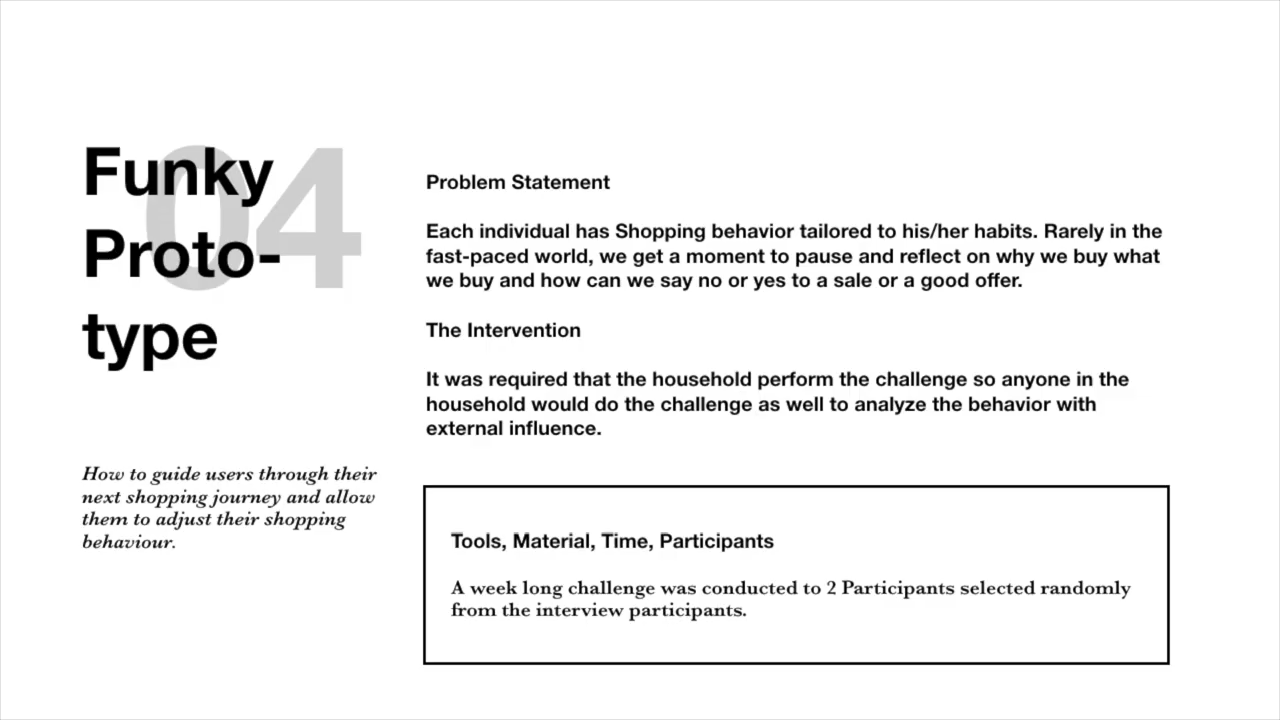 04
Funky
Proto-
type
How to guide users through their
next shopping journey and allow
them to adjust their shopping
behaviour.
Problem Statement
Each individual has Shopping behavior tailored to his/her habits. Rarely in the
fast-paced world, we get a moment to pause and reflect on why we buy what
we buy and how can we say no or yes to a sale or a good offer.
The Intervention
It was required that the household perform the challenge so anyone in the
household would do the challenge as well to analyze the behavior with
external influence.
Tools, Material, Time, Participants
A week long challenge was conducted to 2 Participants selected randomly
from the interview participants.